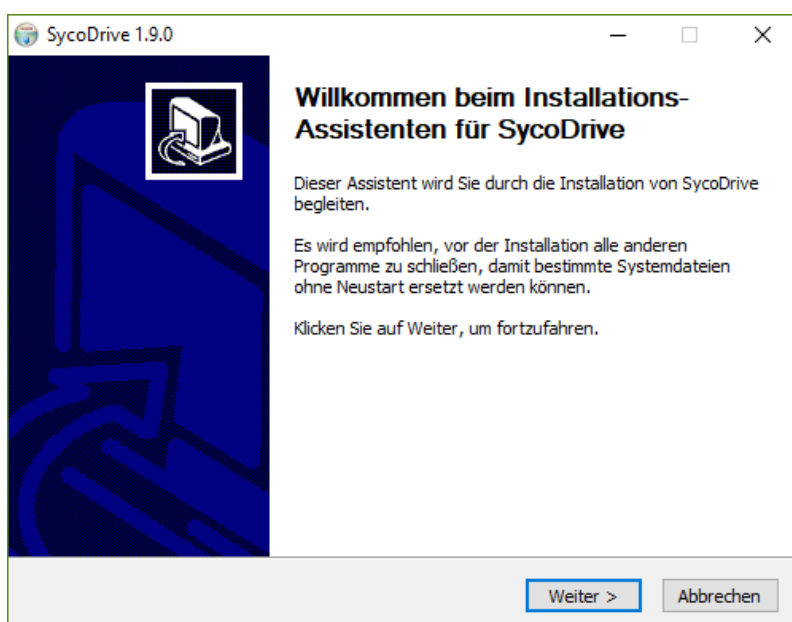 SycoDrive 1.9.0
Willkommen beim Installations-
Assistenten für SycoDrive
Dieser Assistent wird Sie durch die Installation von SycoDrive
begleiten.
Es wird empfohlen, vor der Installation alle anderen
Programme zu schließen, damit bestimmte Systemdateien
ohne Neustart ersetzt werden können.
Klicken Sie auf Weiter, um fortzufahren.
Weiter >
Abbrechen